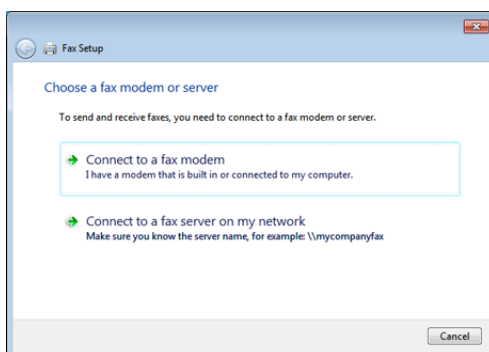 Fax Setup
Choose a fax modem or server
To send and receive faxes, you need to connect to a fax modem or server.
Connect to a fax modem
I have a modem that is built in or connected to my computer.
Connect to a fax server on my network
Make sure you know the server name, for example: \\mycompanyfax
Cancel